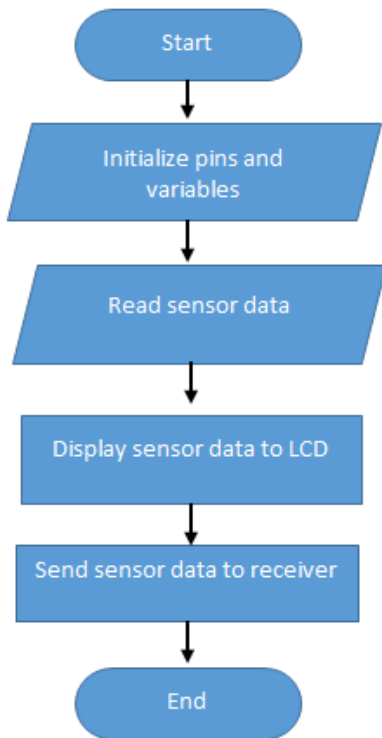 Start
Initialize pins and
variables
Read sensor data
Display sensor data to LCD
Send sensor data to receiver
End